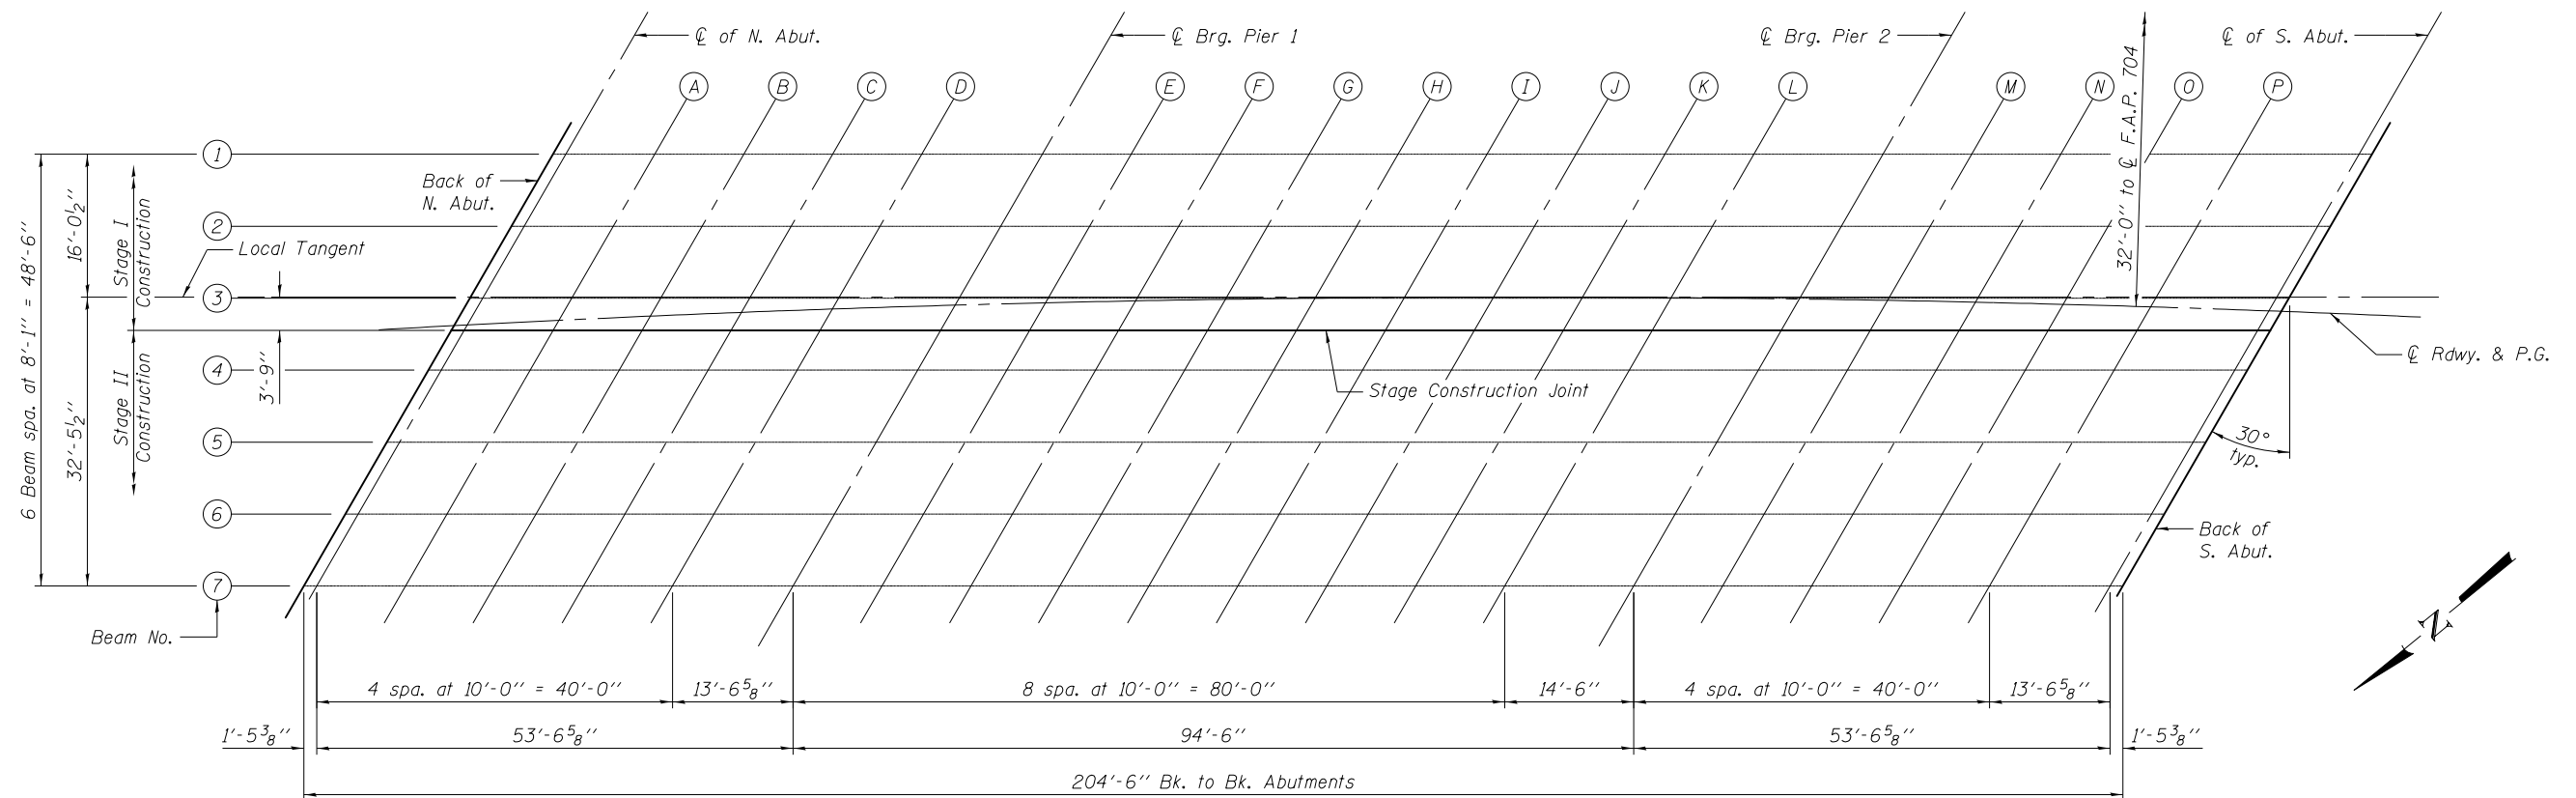 ℄ of N. Abut.
℄ Brg. Pier 1
℄ Brg. Pier 2
℄ of S. Abut.
A
B
C
D
E
F
G
H
I
J
K
L
M
N
O
P
32'-0" to ℄ F.A.P. 704
1
2
3
4
5
6
7
Back of
N. Abut.
Local Tangent
6 Beam spa. at 8'-1" = 48'-6"
16'-0½"
32'-5½"
Stage I
Construction
Stage II
Construction
3'-9"
Stage Construction Joint
℄ Rdwy. & P.G.
30°
typ.
Back of
S. Abut.
N
Beam No.
4 spa. at 10'-0" = 40'-0"
13'-6⅝"
8 spa. at 10'-0" = 80'-0"
14'-6"
4 spa. at 10'-0" = 40'-0"
13'-6⅝"
1'-5⅜"
53'-6⅝"
94'-6"
53'-6⅝"
1'-5⅜"
204'-6" Bk. to Bk. Abutments